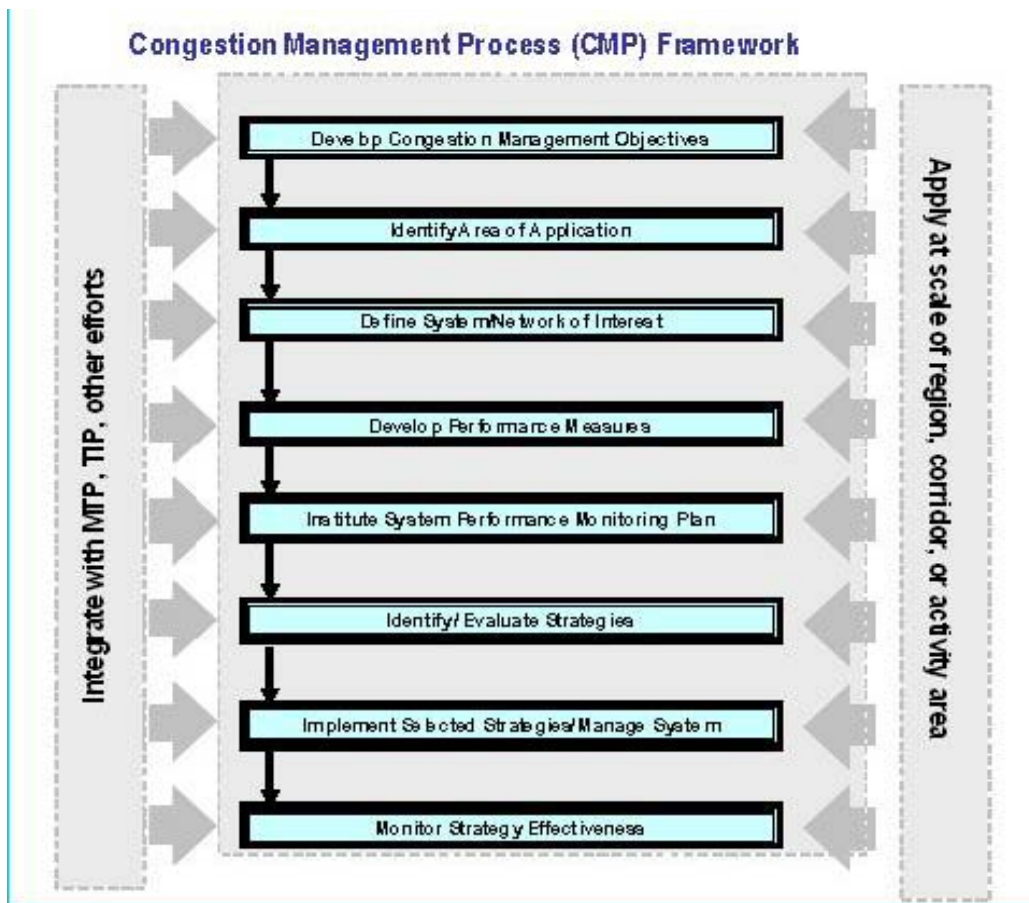 Congestion Management Process (CMP) Framework
Integrate with MTP, TIP, other efforts
Develop Congestion Management Objectives
Identify Area of Application
Define System/Network of Interest
Develop Performance Measures
Institute System Performance Monitoring Plan
Identify/ Evaluate Strategies
Implement Selected Strategies/Manage System
Monitor Strategy Effectiveness
Apply at scale of region, corridor, or activity area